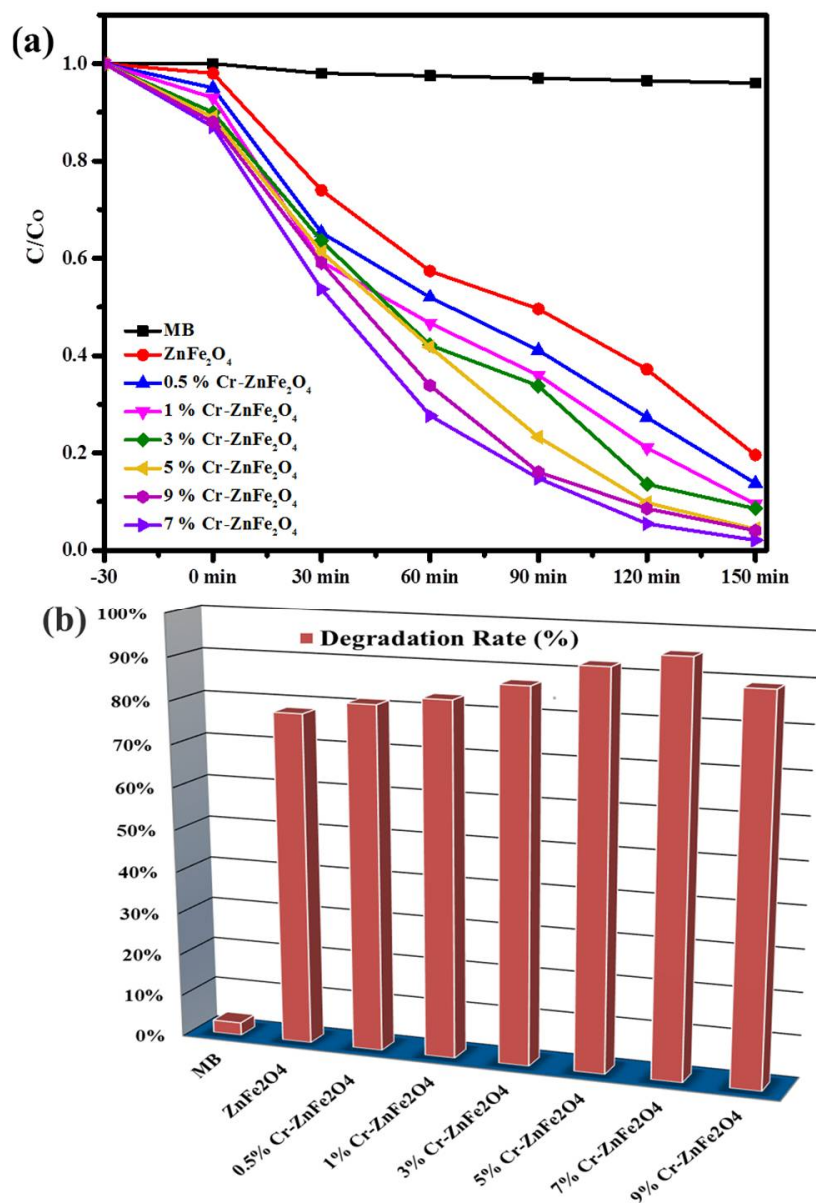 (a)
1.0
0.8
0.6
0.4
0.2
0.0
C/Co
MB
ZnFe₂O₄
0.5 % Cr-ZnFe₂O₄
1 % Cr-ZnFe₂O₄
3 % Cr-ZnFe₂O₄
5 % Cr-ZnFe₂O₄
9 % Cr-ZnFe₂O₄
7 % Cr-ZnFe₂O₄
-30 0 min 30 min 60 min 90 min 120 min 150 min
(b)
Degradation Rate (%)
100%
90%
80%
70%
60%
50%
40%
30%
20%
10%
0%
MB
ZnFe2O4
0.5% Cr-ZnFe2O4
1% Cr-ZnFe2O4
3% Cr-ZnFe2O4
5% Cr-ZnFe2O4
7% Cr-ZnFe2O4
9% Cr-ZnFe2O4